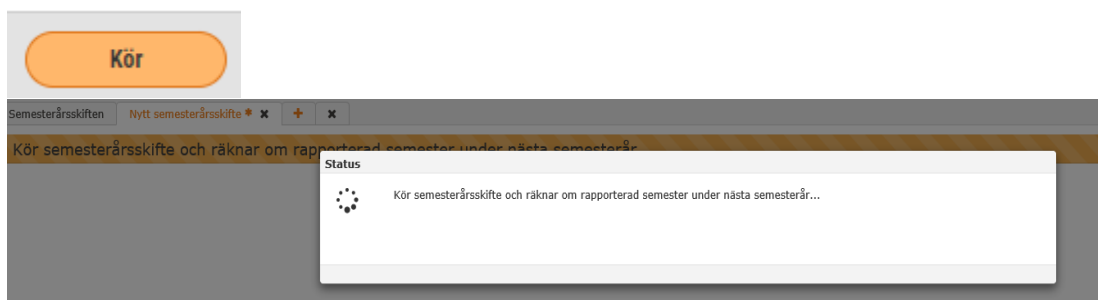 Kör
Semesterårsskiften Nytt semesterårsskifte * ✖ + ✖
Kör semesterårsskifte och räknar om rapporterad semester under nästa semesterår
Status
Kör semesterårsskifte och räknar om rapporterad semester under nästa semesterår...